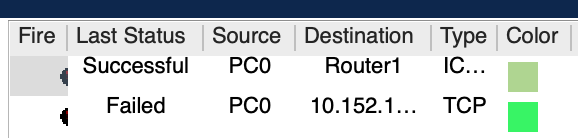 Fire Last Status Source Destination Type Color
Successful PC0 Router1 IC...
Failed PC0 10.152.1... TCP